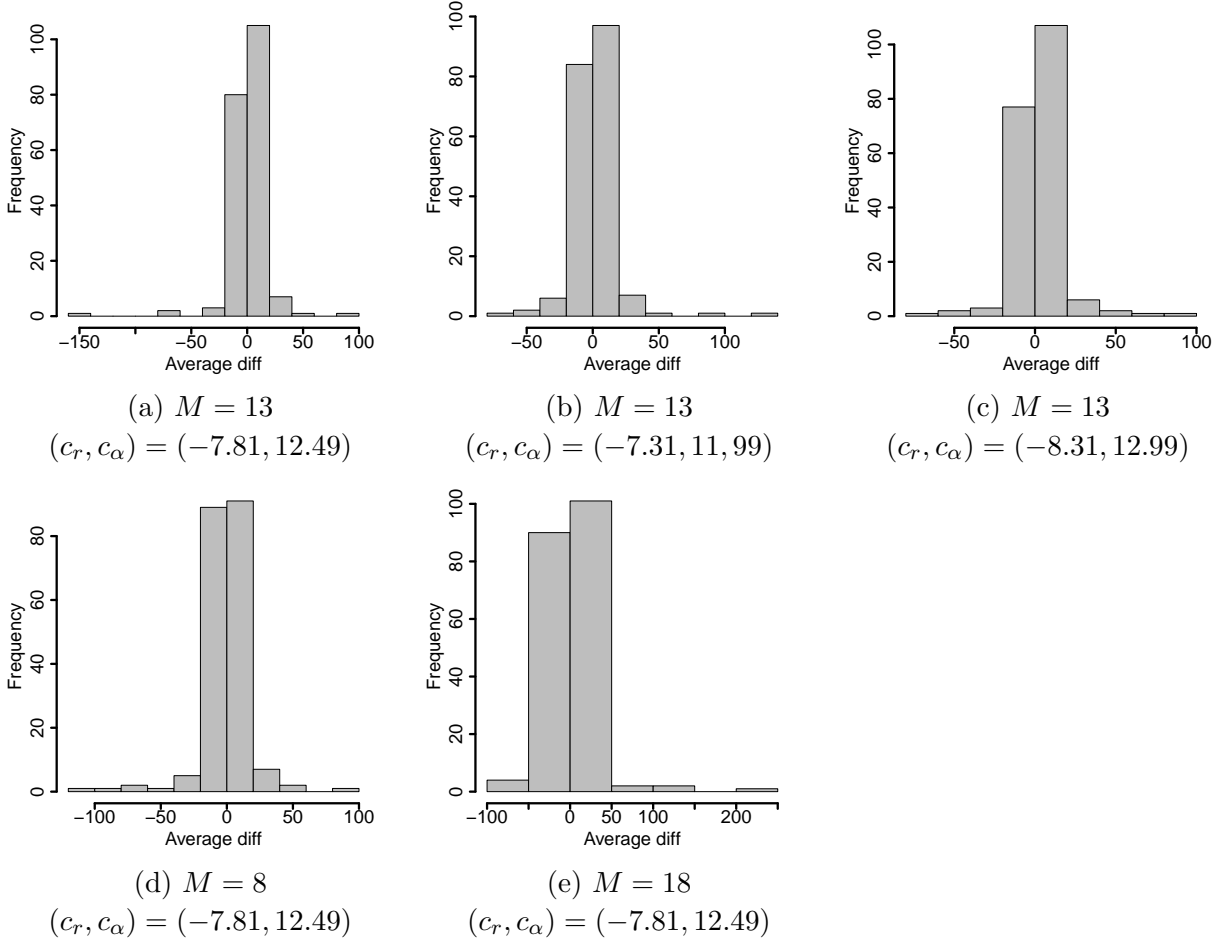 Frequency
0 20 40 60 80 100
−150 −50 0 50 100
Average diff
(a) M = 13
(c_r, c_α) = (−7.81, 12.49)
Frequency
0 20 40 60 80 100
−50 0 50 100
Average diff
(b) M = 13
(c_r, c_α) = (−7.31, 11, 99)
Frequency
0 20 40 60 80 100
−50 0 50 100
Average diff
(c) M = 13
(c_r, c_α) = (−8.31, 12.99)
Frequency
0 20 40 60 80
−100 −50 0 50 100
Average diff
(d) M = 8
(c_r, c_α) = (−7.81, 12.49)
Frequency
0 20 40 60 80 100
−100 0 50 100 200
Average diff
(e) M = 18
(c_r, c_α) = (−7.81, 12.49)